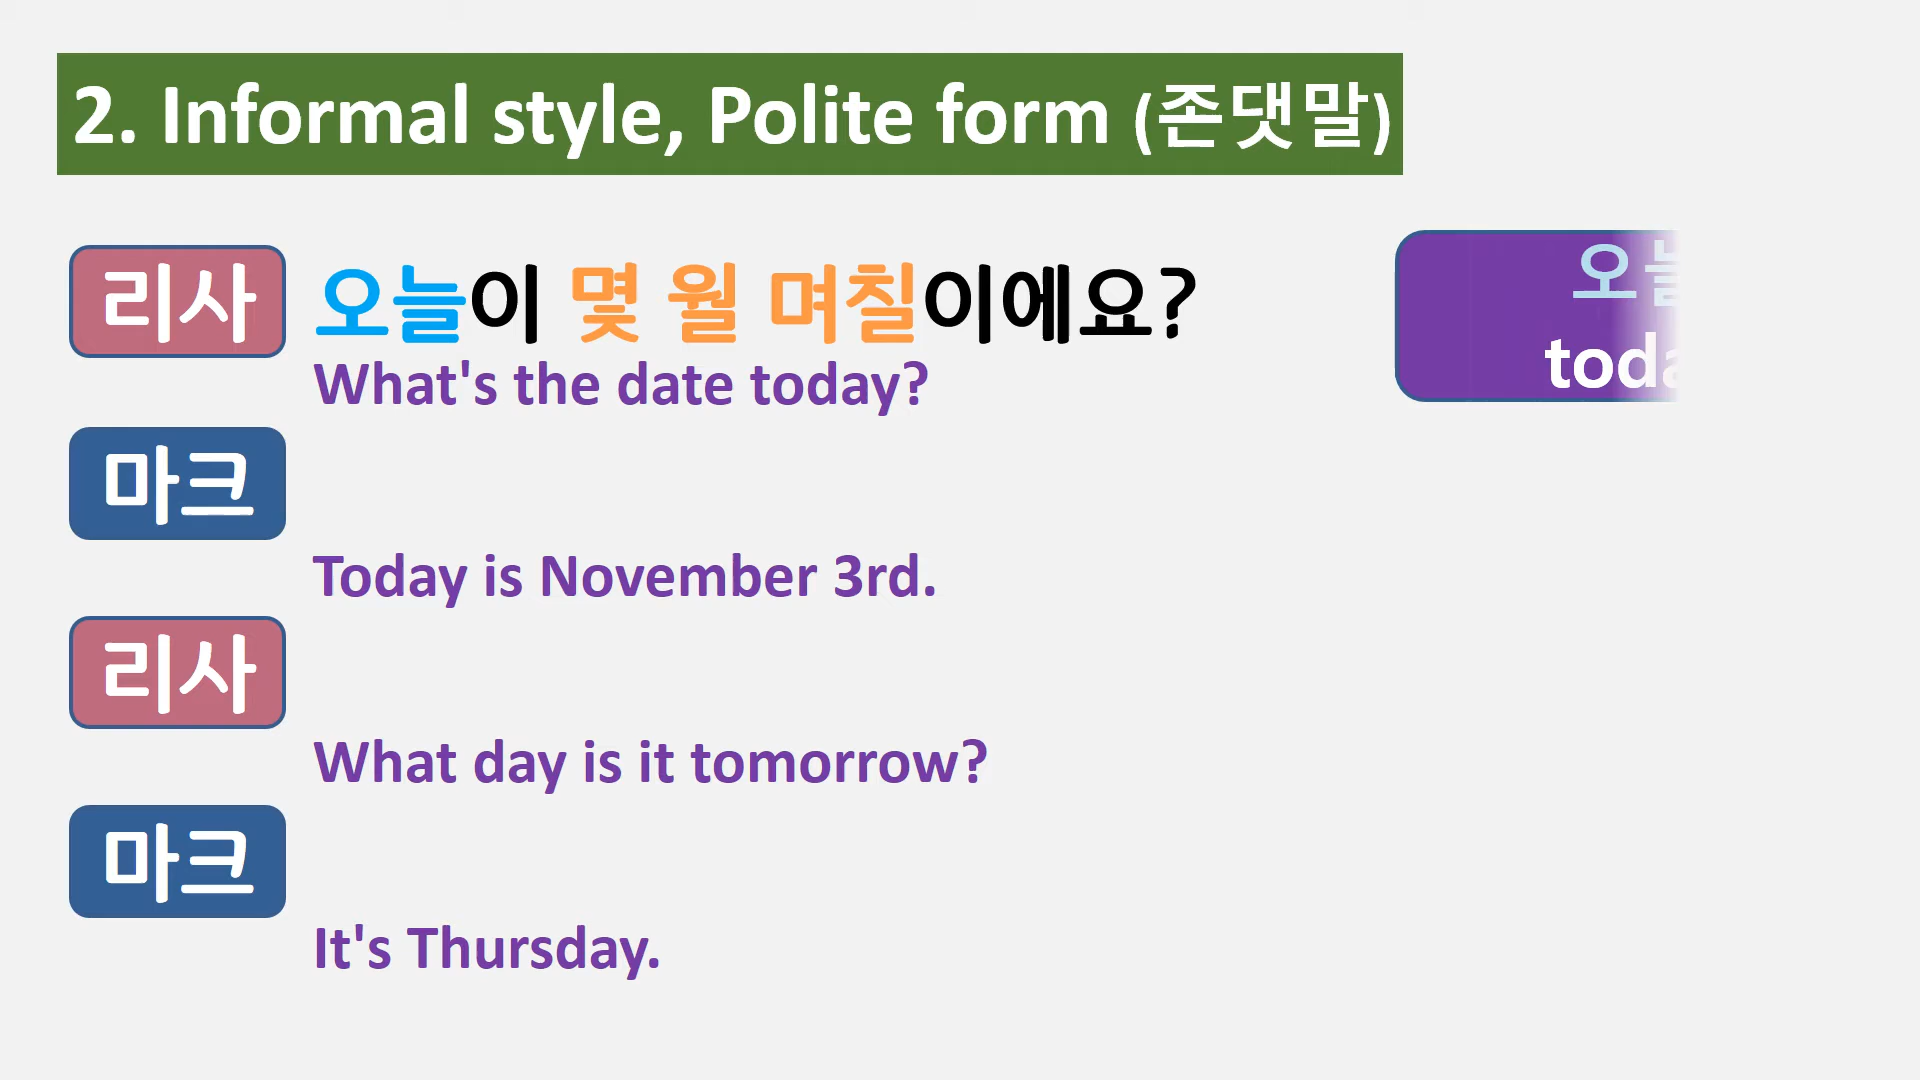 2. Informal style, Polite form (존댓말)
리사
오늘이 몇 월 며칠이에요?
What's the date today?
마크
Today is November 3rd.
리사
What day is it tomorrow?
마크
It's Thursday.